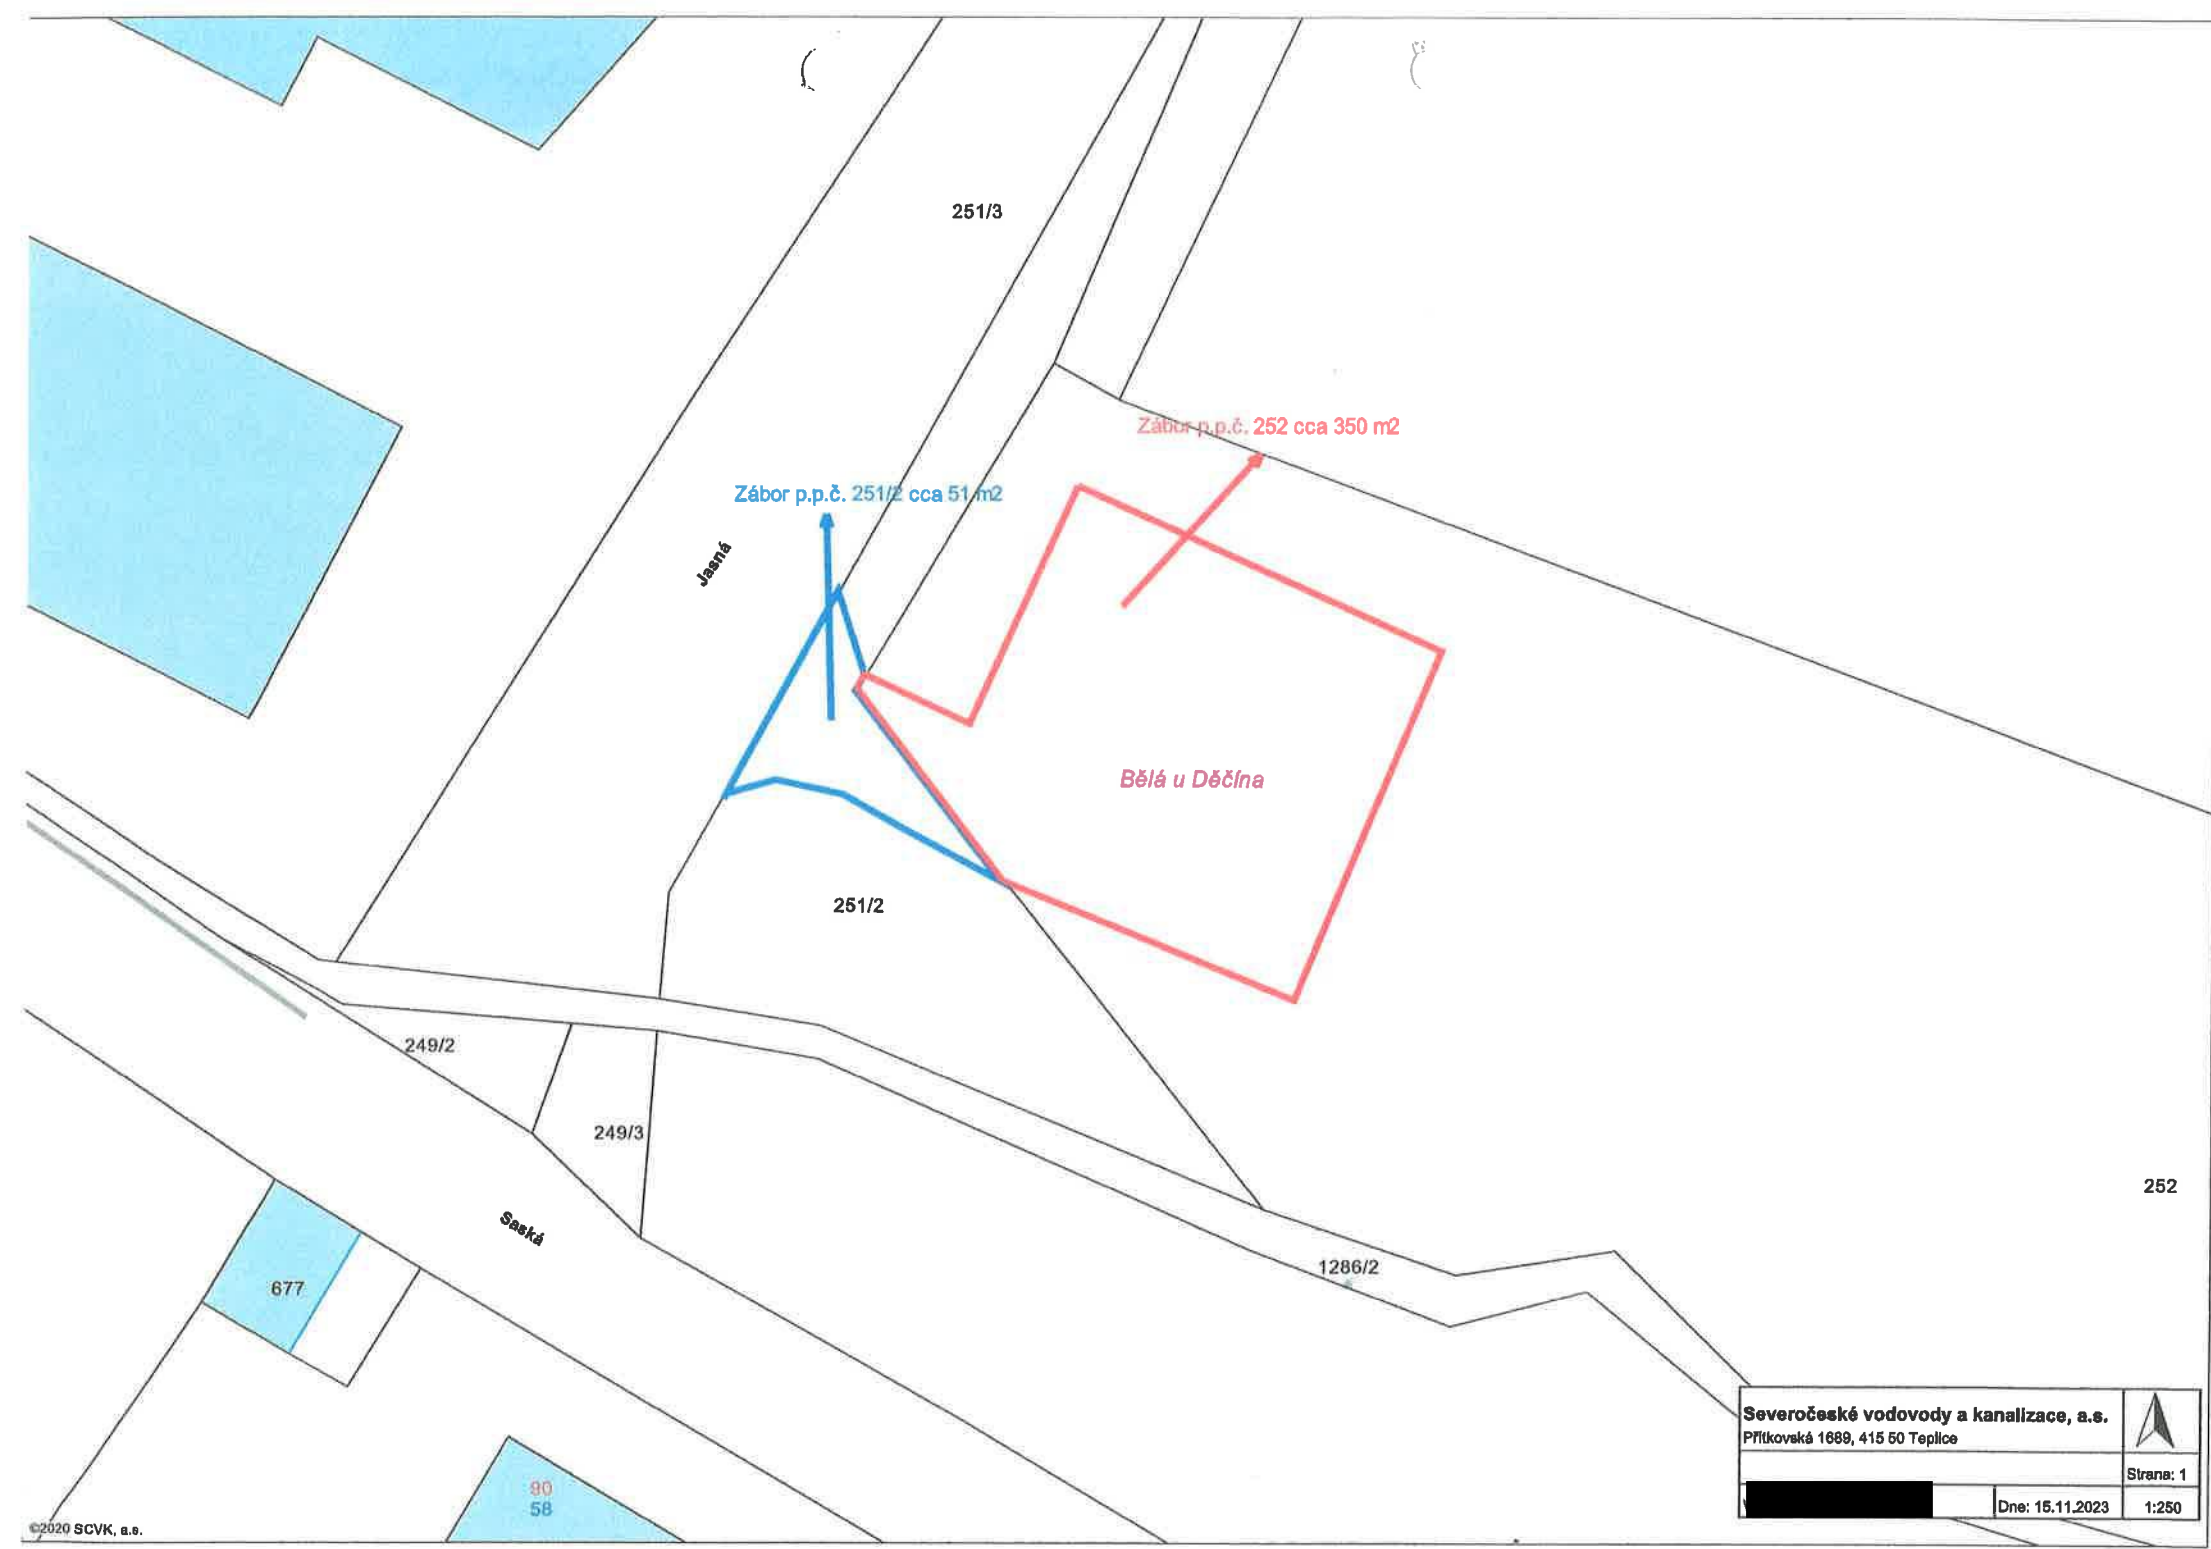 251/3
Zábor p.p.č. 252 cca 350 m2
Zábor p.p.č. 251/2 cca 51 m2
Jasná
Bělá u Děčína
251/2
249/2
249/3
252
Saská
1286/2
677
90
58
Severočeské vodovody a kanalizace, a.s.
Přítkovská 1689, 415 50 Teplice
Strana: 1
Dne: 15.11.2023
1:250
©2020 SCVK, a.s.